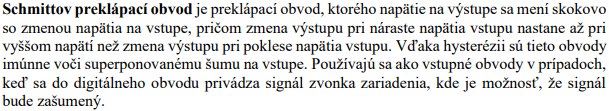 Schmittov preklápací obvod je preklápací obvod, ktorého napätie na výstupe sa mení skokovo
so zmenou napätia na vstupe, pričom zmena výstupu pri náraste napätia vstupu nastane až pri
vyššom napätí než zmena výstupu pri poklese napätia vstupu. Vďaka hysterézii sú tieto obvody
imúnne voči superponovanému šumu na vstupe. Používajú sa ako vstupné obvody v prípadoch,
keď sa do digitálneho obvodu privádza signál zvonka zariadenia, kde je možnosť, že signál
bude zašumený.